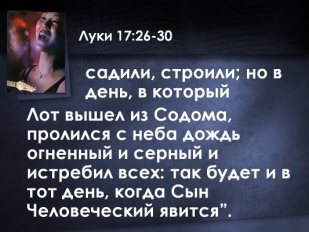 Луки 17:26-30
садили, строили; но в
день, в который
Лот вышел из Содома,
пролился с неба дождь
огненный и серный и
истребил всех: так будет и в
тот день, когда Сын
Человеческий явится”.